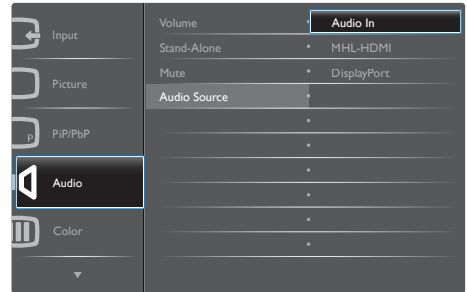 Input
Picture
p
PiP/PbP
Audio
Color
Volume
Stand-Alone
Mute
Audio Source
Audio In
MHL-HDMI
DisplayPort